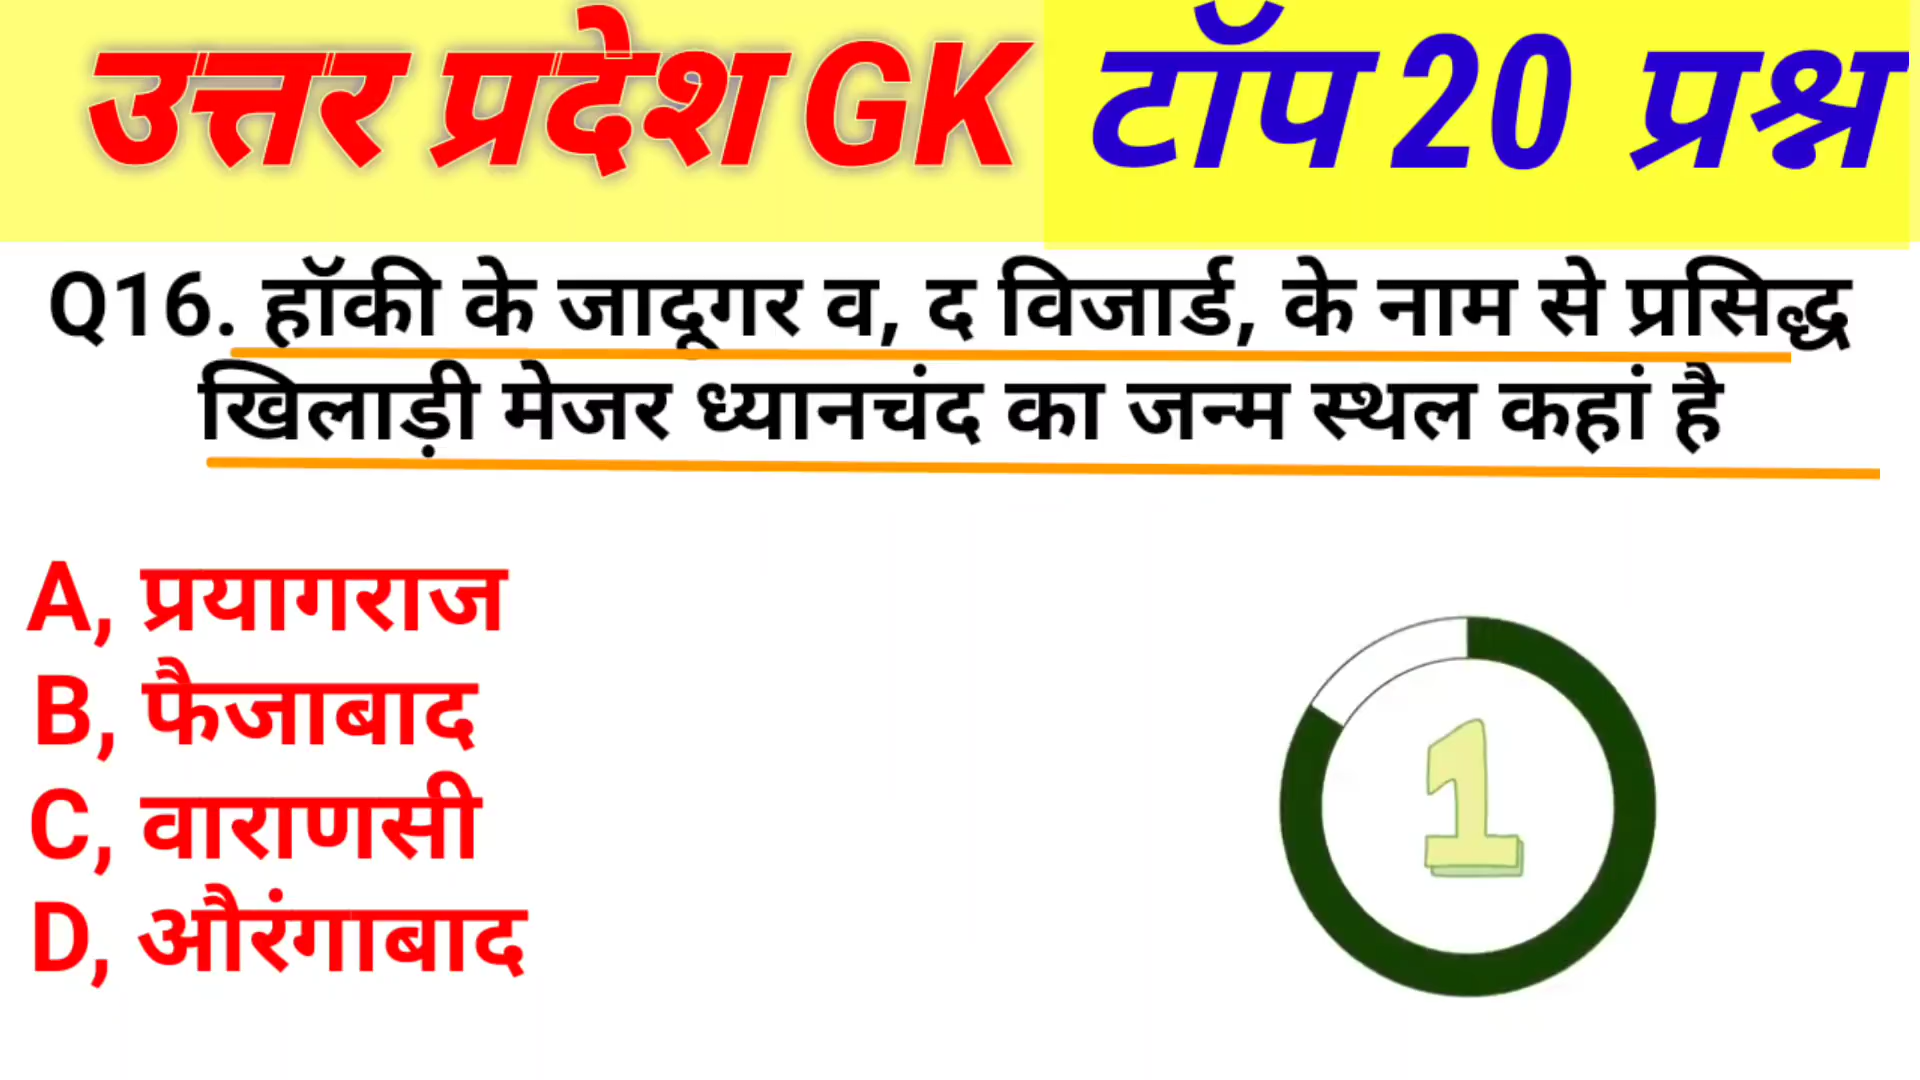 उत्तर प्रदेश GK टॉप 20 प्रश्न
Q16. हॉकी के जादूगर व, द विजार्ड, के नाम से प्रसिद्ध
खिलाड़ी मेजर ध्यानचंद का जन्म स्थल कहां है
A, प्रयागराज
B, फैजाबाद
C, वाराणसी
D, औरंगाबाद
1